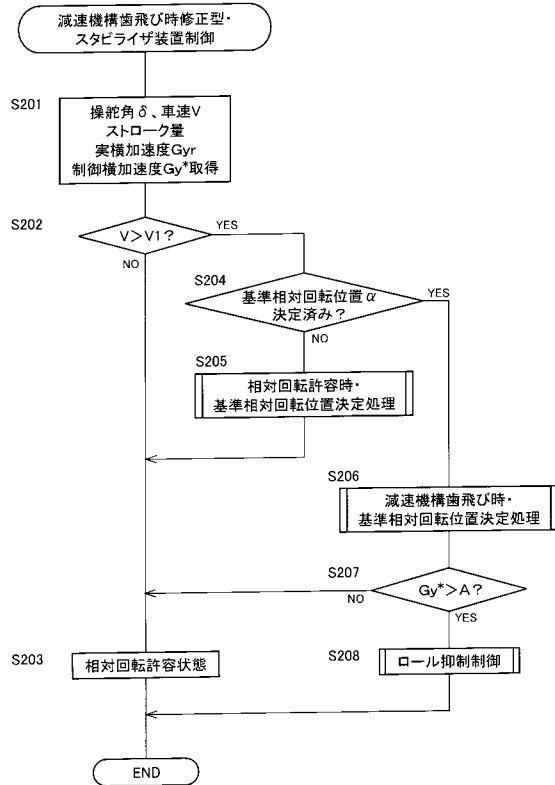 減速機構歯飛び時修正型・
スタビライザ装置制御
S201
操舵角δ、車速V
ストローク量
実横加速度Gyr
制御横加速度Gy*取得
S202
V>V1?
YES
NO
S204
基準相対回転位置α
決定済み?
YES
NO
S205
相対回転許容時・
基準相対回転位置決定処理
S206
減速機構歯飛び時・
基準相対回転位置決定処理
S207
Gy*>A?
NO
YES
S203
相対回転許容状態
S208
ロール抑制制御
END